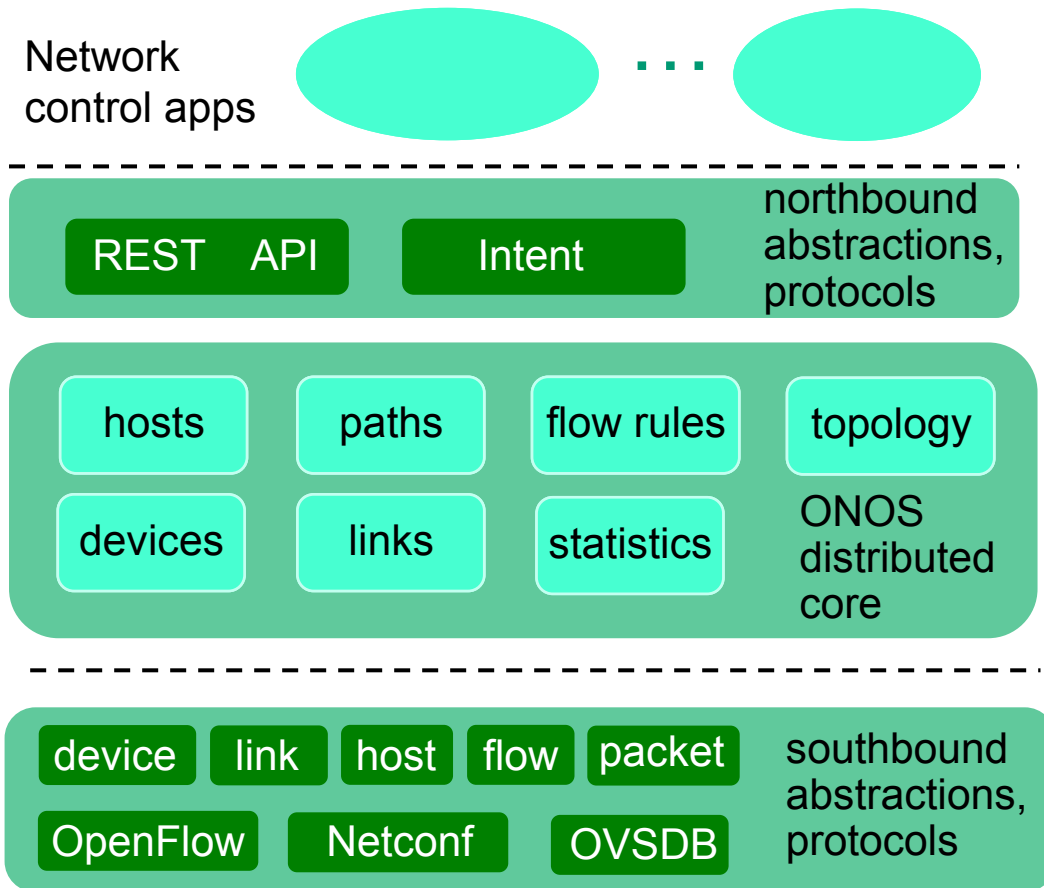 Network
control apps
...
REST API
Intent
northbound
abstractions,
protocols
hosts
paths
flow rules
topology
devices
links
statistics
ONOS
distributed
core
device
link
host
flow
packet
OpenFlow
Netconf
OVSDB
southbound
abstractions,
protocols